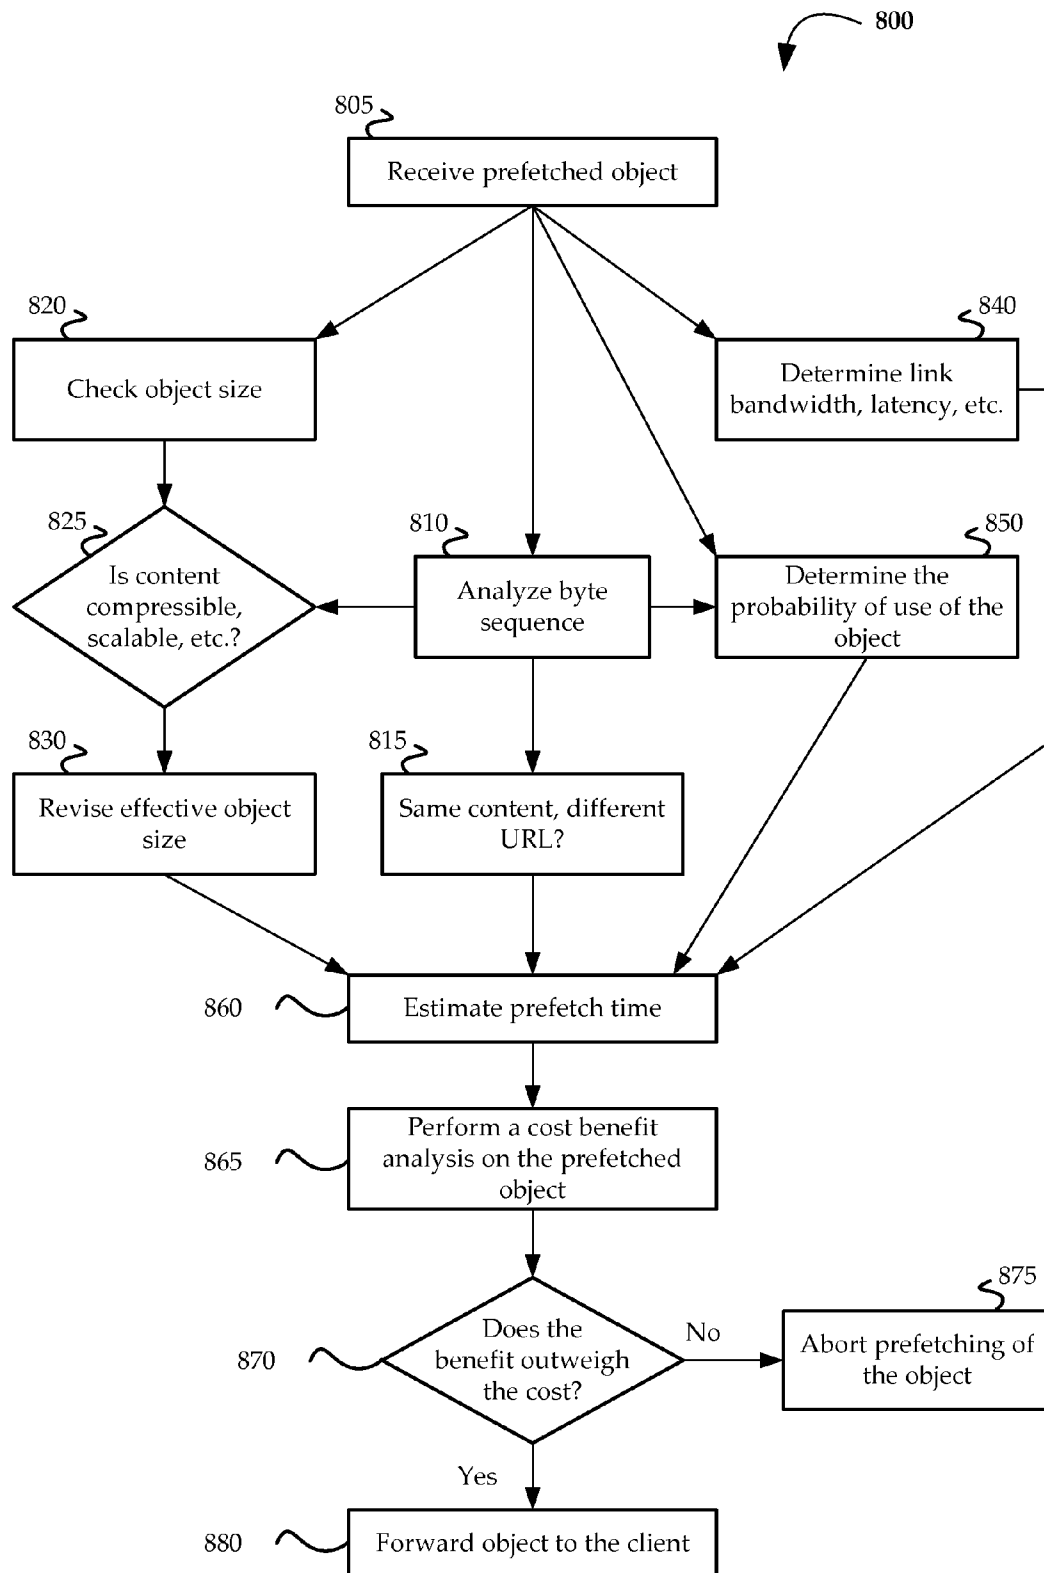 800
805
Receive prefetched object
820
Check object size
840
Determine link
bandwidth, latency, etc.
825
Is content
compressible,
scalable, etc.?
810
Analyze byte
sequence
850
Determine the
probability of use of the
object
830
Revise effective object
size
815
Same content, different
URL?
860
Estimate prefetch time
865
Perform a cost benefit
analysis on the prefetched
object
870
Does the
benefit outweigh
the cost?
No
875
Abort prefetching of
the object
Yes
880
Forward object to the client